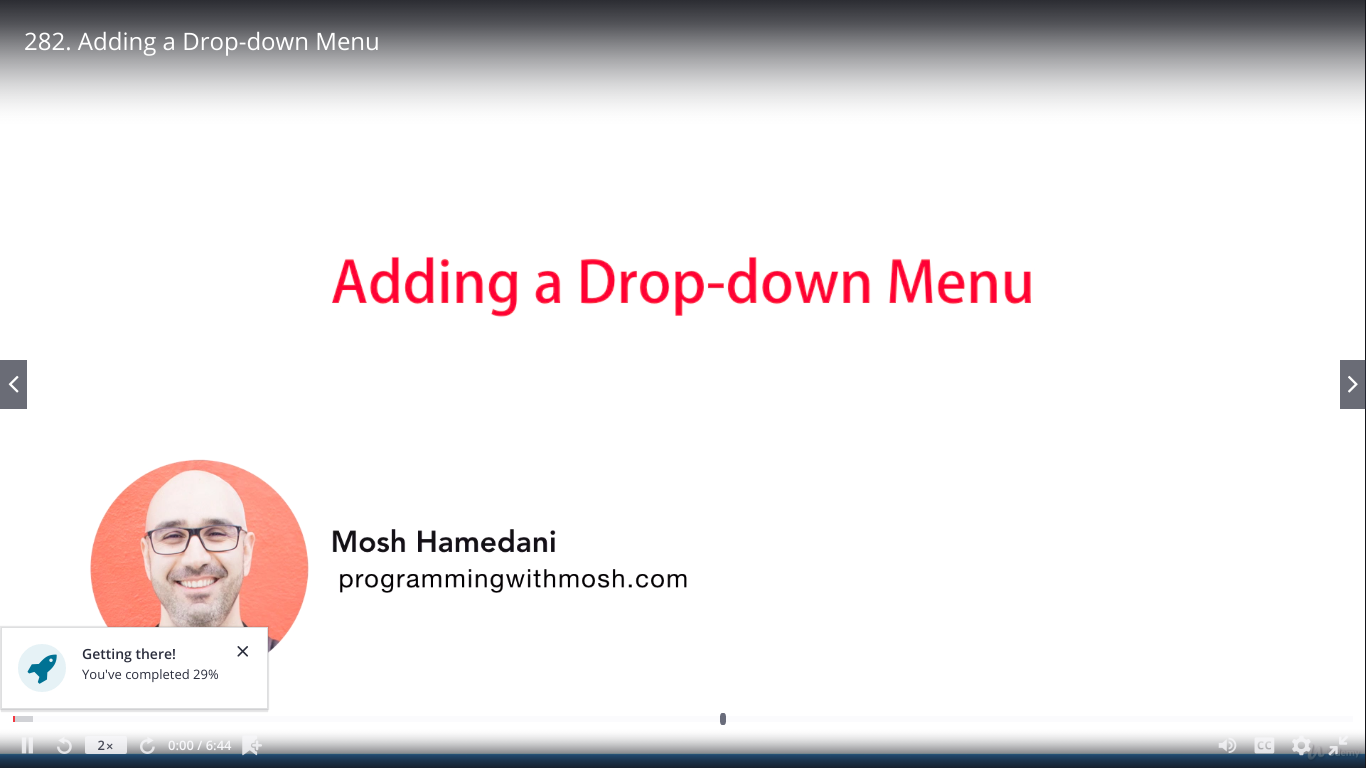 282. Adding a Drop-down Menu
Adding a Drop-down Menu
Mosh Hamedani
programmingwithmosh.com
Getting there!
You've completed 29%
2×
0:00 / 6:44
CC